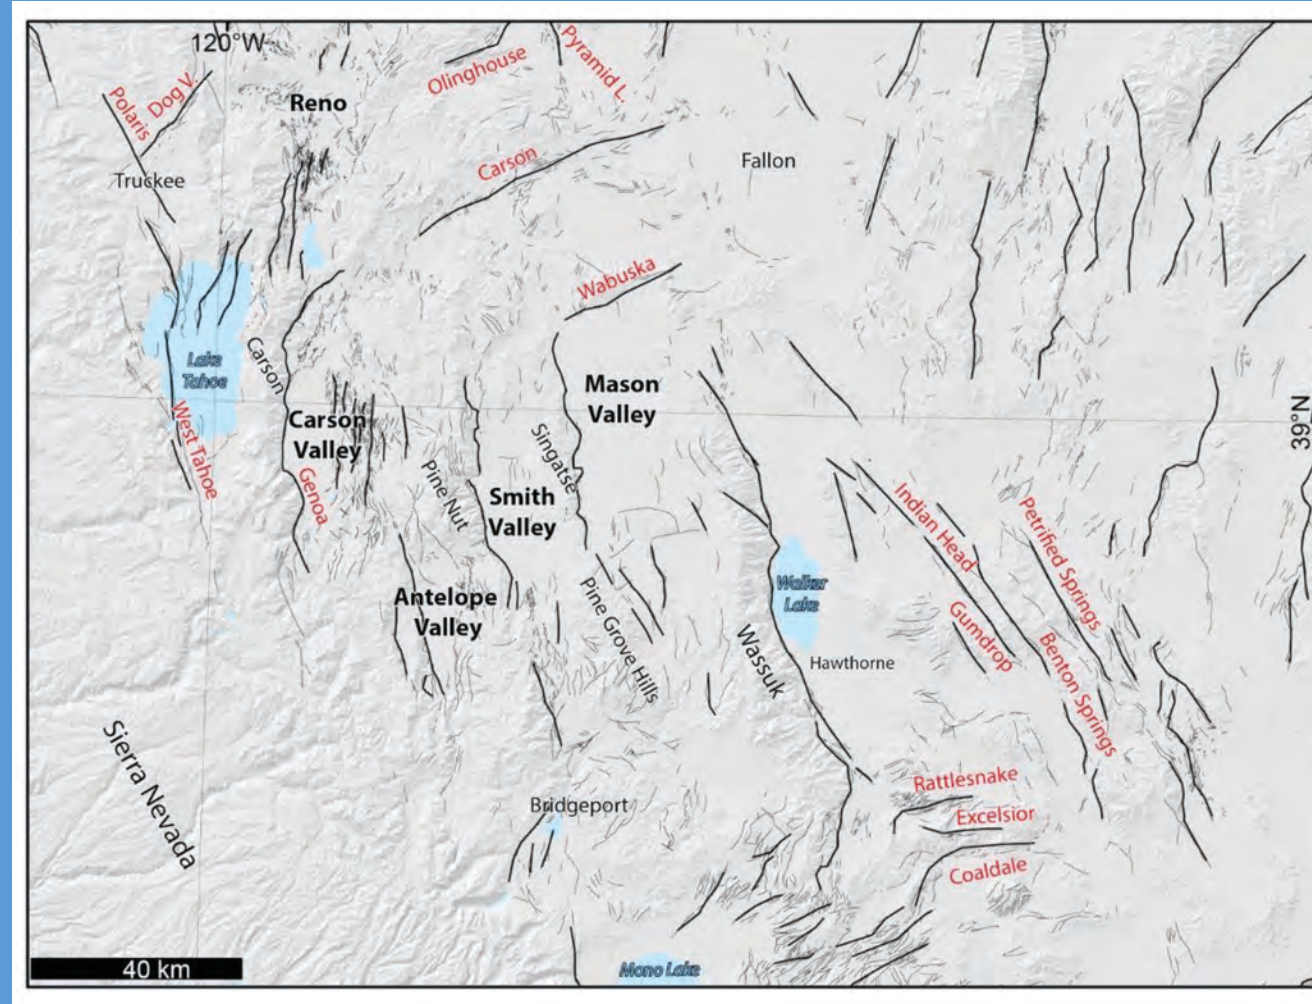 120°W
Olinghouse
Pyramid L.
Polaris
Dog V.
Reno
Carson
Fallon
Truckee
Wabuska
Lake
Tahoe
Carson
Mason
Valley
39°N
West Tahoe
Carson
Valley
Genoa
Pine Nut
Singatse
Smith
Valley
Indian Head
Petrified Springs
Antelope
Valley
Pine Grove Hills
Walker
Lake
Wassuk
Hawthorne
Gumdrop
Benton Springs
Sierra Nevada
Rattlesnake
Excelsior
Bridgeport
Coaldale
40 km
Mono Lake